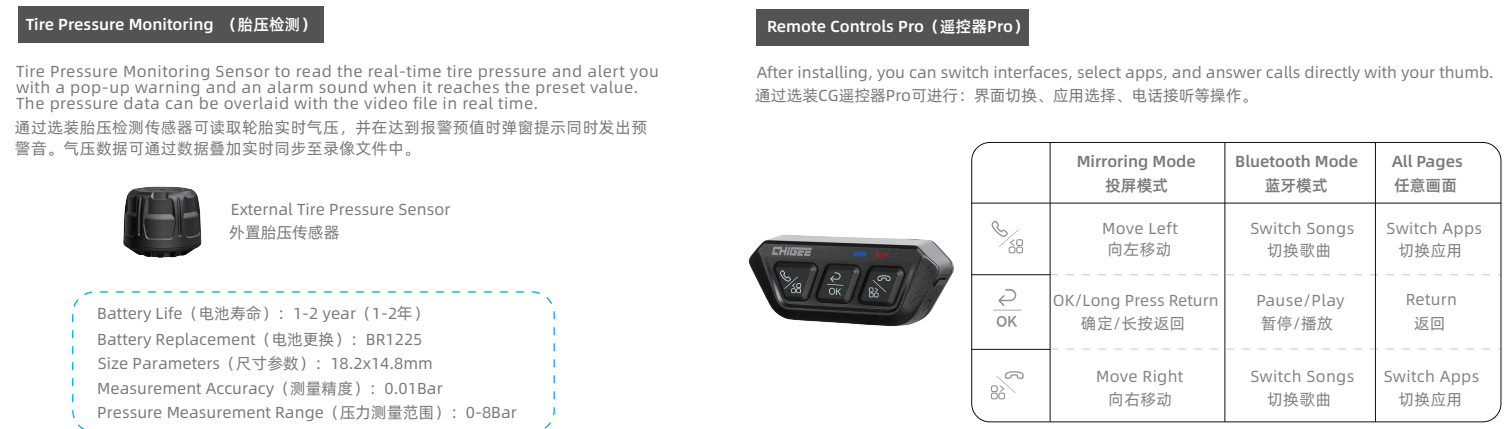 Tire Pressure Monitoring （胎压检测）
Tire Pressure Monitoring Sensor to read the real-time tire pressure and alert you
with a pop-up warning and an alarm sound when it reaches the preset value.
The pressure data can be overlaid with the video file in real time.
通过选装胎压检测传感器可读取轮胎实时气压，并在达到报警预值时弹窗提示同时发出预
警音。气压数据可通过数据叠加实时同步至录像文件中。
External Tire Pressure Sensor
外置胎压传感器
Battery Life（电池寿命）：1-2 year（1-2年）
Battery Replacement（电池更换）：BR1225
Size Parameters（尺寸参数）：18.2x14.8mm
Measurement Accuracy（测量精度）：0.01Bar
Pressure Measurement Range（压力测量范围）：0-8Bar
Remote Controls Pro（遥控器Pro）
After installing, you can switch interfaces, select apps, and answer calls directly with your thumb.
通过选装CG遥控器Pro可进行：界面切换、应用选择、电话接听等操作。
CHIGEE
OK
Mirroring Mode
投屏模式
Bluetooth Mode
蓝牙模式
All Pages
任意画面
Move Left
向左移动
Switch Songs
切换歌曲
Switch Apps
切换应用
OK
OK/Long Press Return
确定/长按返回
Pause/Play
暂停/播放
Return
返回
Move Right
向右移动
Switch Songs
切换歌曲
Switch Apps
切换应用